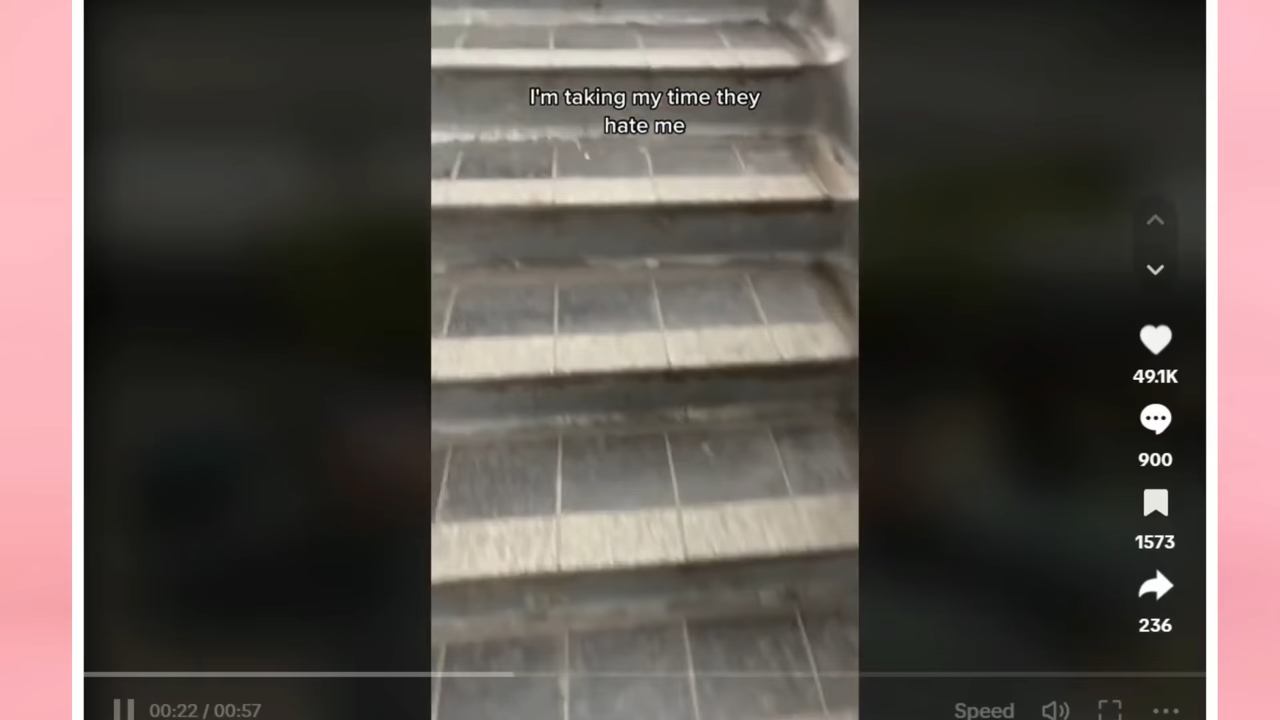 I'm taking my time they
hate me
49.1K
900
1573
236
00:22 / 00:57
Speed